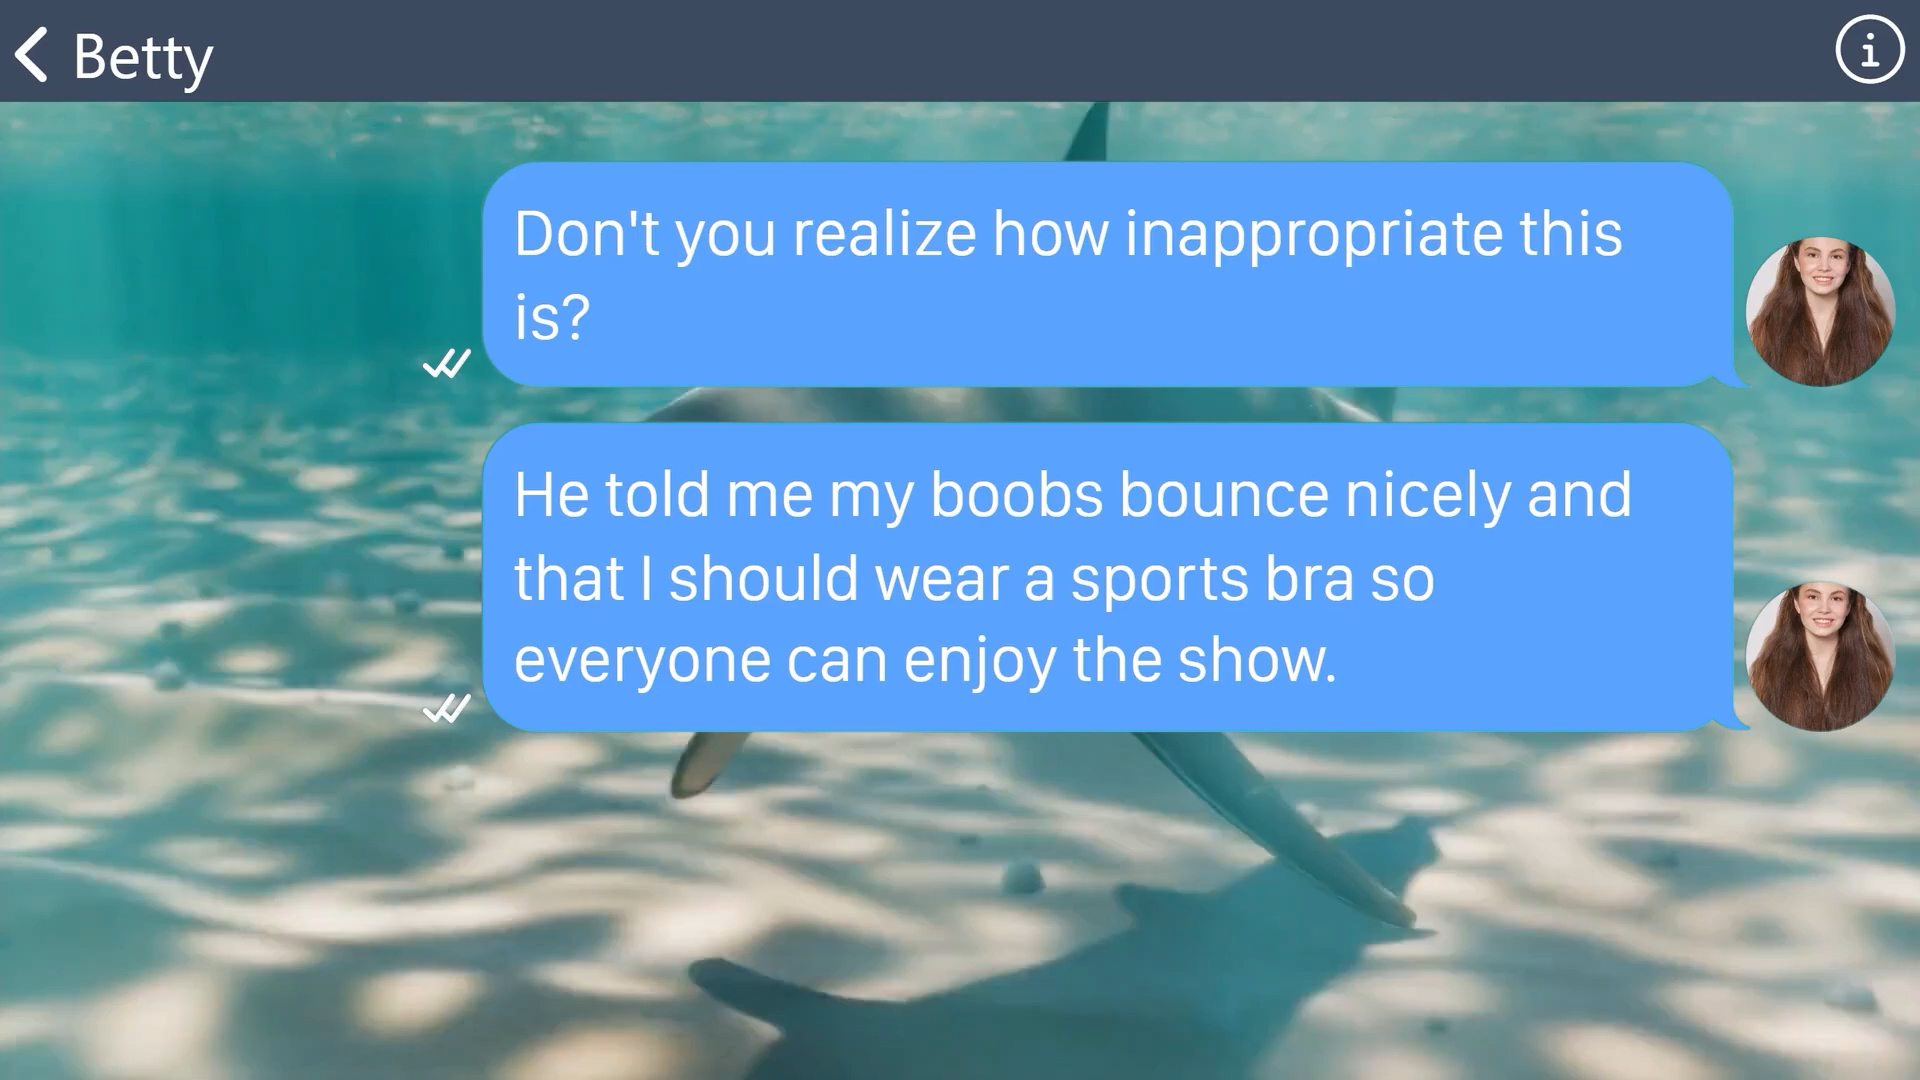 Betty
Don't you realize how inappropriate this
is?
He told me my boobs bounce nicely and
that I should wear a sports bra so
everyone can enjoy the show.